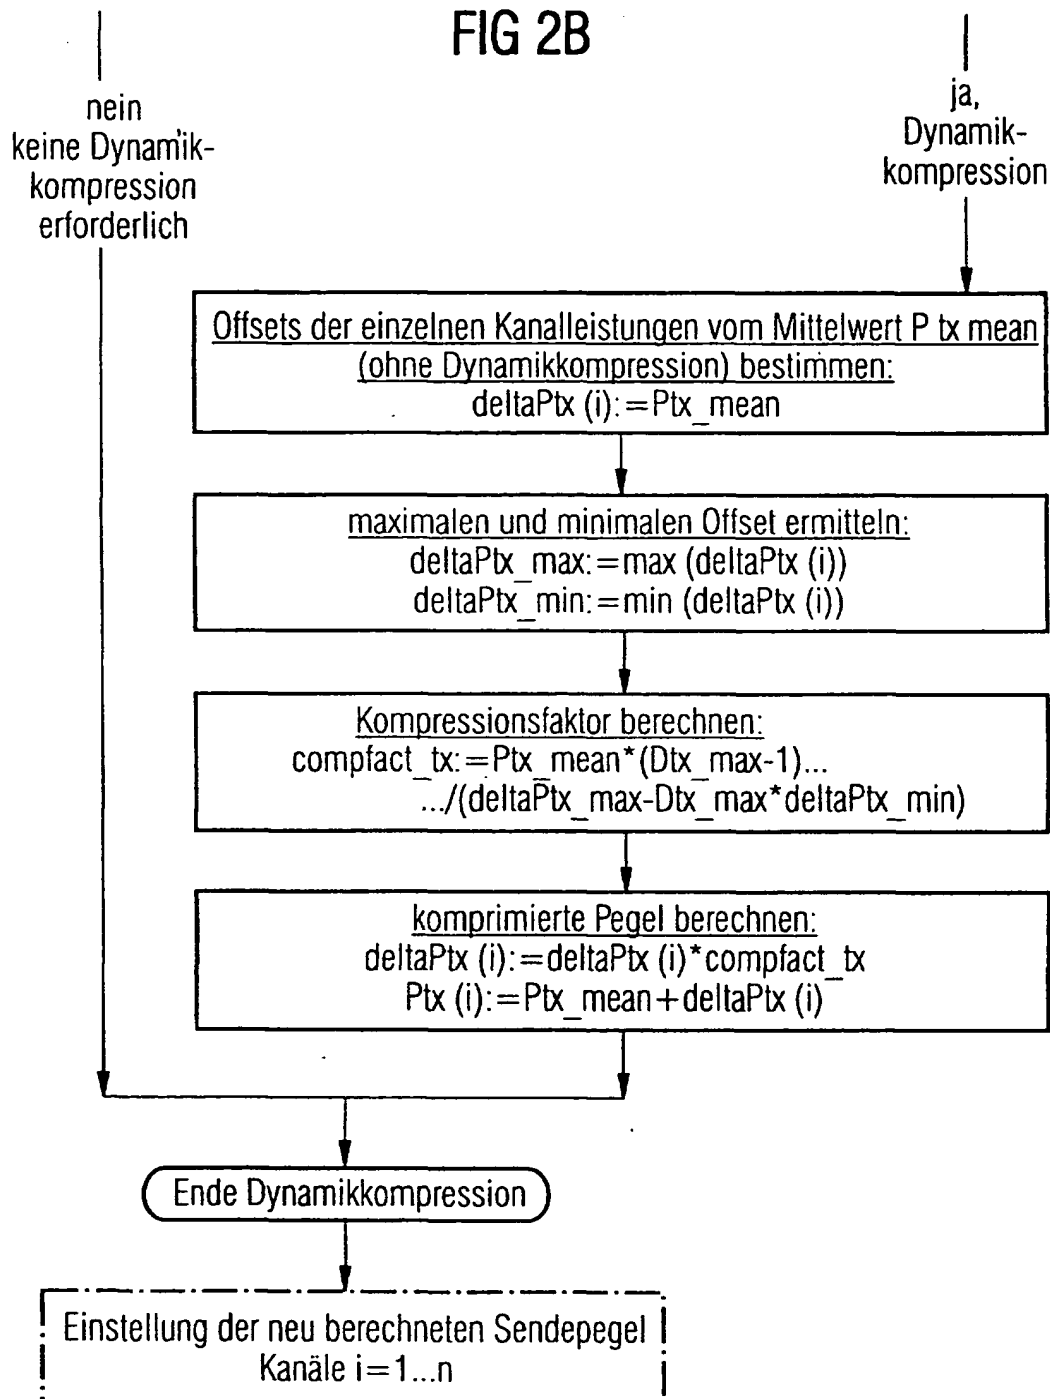 FIG 2B
nein
keine Dynamik-
kompression
erforderlich
ja,
Dynamik-
kompression
Offsets der einzelnen Kanalleistungen vom Mittelwert P tx mean
(ohne Dynamikkompression) bestimmen:
deltaPtx (i):=Ptx_mean
maximalen und minimalen Offset ermitteln:
deltaPtx_max:=max (deltaPtx (i))
deltaPtx_min:=min (deltaPtx (i))
Kompressionsfaktor berechnen:
compfact_tx:=Ptx_mean*(Dtx_max-1)...
.../(deltaPtx_max-Dtx_max*deltaPtx_min)
komprimierte Pegel berechnen:
deltaPtx (i):=deltaPtx (i)*compfact_tx
Ptx (i):=Ptx_mean+deltaPtx (i)
Ende Dynamikkompression
Einstellung der neu berechneten Sendepegel
Kanäle i=1...n